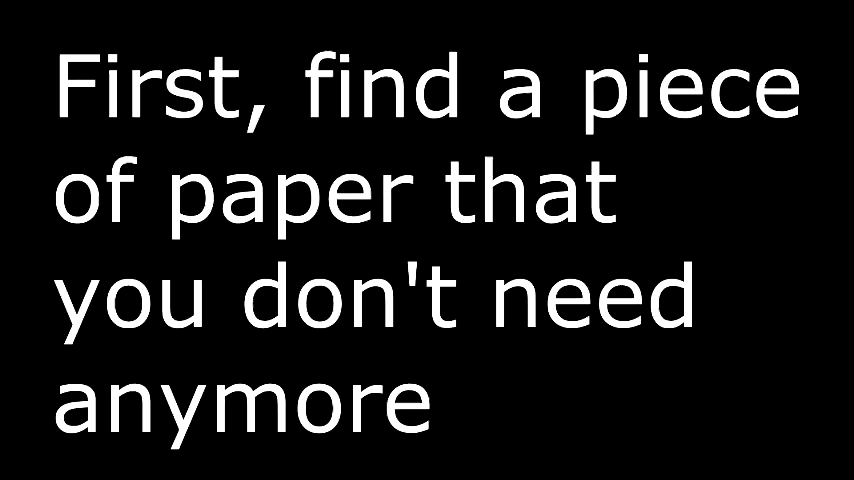 First, find a piece
of paper that
you don't need
anymore